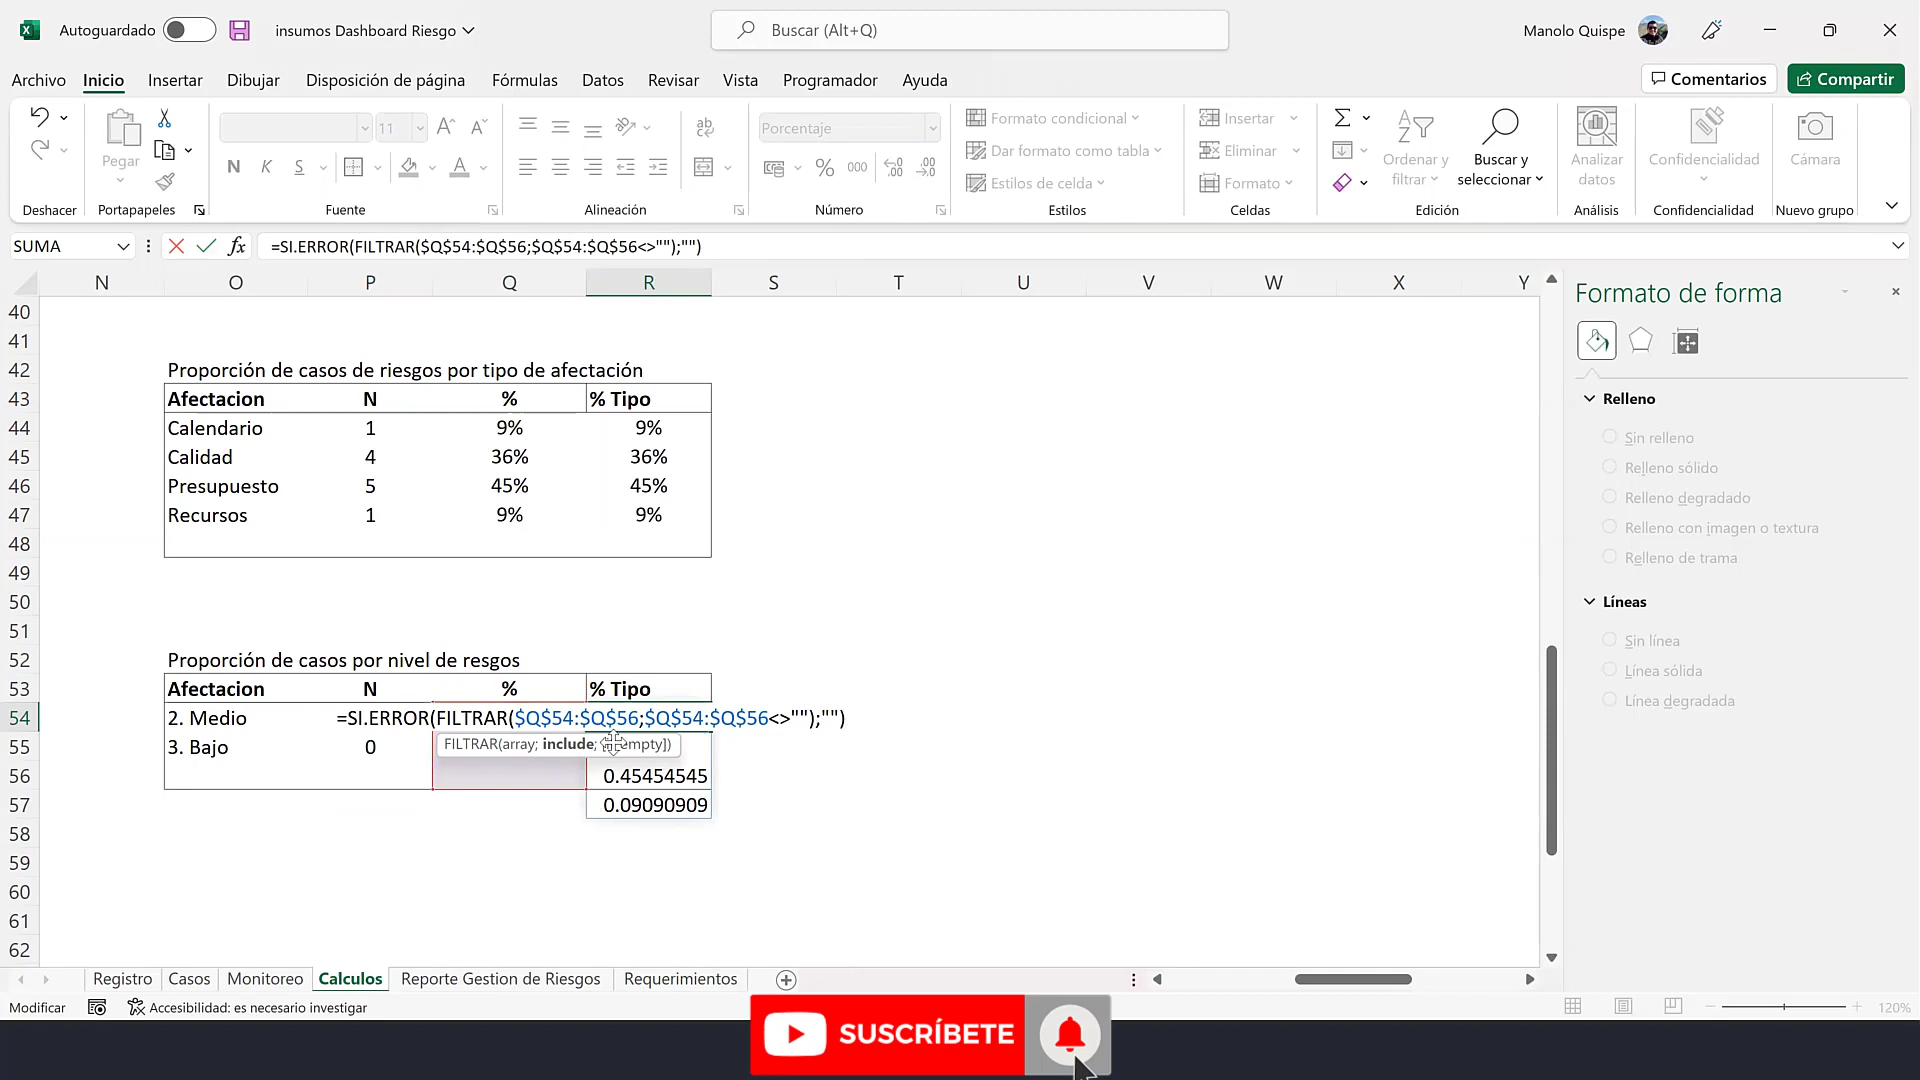 Autoguardado insumos Dashboard Riesgo Buscar (Alt+Q) Manolo Quispe
Archivo Inicio Insertar Dibujar Disposición de página Fórmulas Datos Revisar Vista Programador Ayuda Comentarios Compartir
11 Porcentaje Formato condicional Insertar
Pegar Dar formato como tabla Eliminar Ordenar y filtrar Buscar y seleccionar Analizar datos Confidencialidad Cámara
N K S % 000 Estilos de celda Formato
Deshacer Portapapeles Fuente Alineación Número Estilos Celdas Edición Análisis Confidencialidad Nuevo grupo
SUMA fx =SI.ERROR(FILTRAR($Q$54:$Q$56;$Q$54:$Q$56<>"");"")
N O P Q R S T U V W X Y
40
41
42 Proporción de casos de riesgos por tipo de afectación
43 Afectacion N % % Tipo
44 Calendario 1 9% 9%
45 Calidad 4 36% 36%
46 Presupuesto 5 45% 45%
47 Recursos 1 9% 9%
48
49
50
51
52 Proporción de casos por nivel de resgos
53 Afectacion N % % Tipo
54 2. Medio =SI.ERROR(FILTRAR($Q$54:$Q$56;$Q$54:$Q$56<>"");"")
55 3. Bajo 0 FILTRAR(array; include; empty])
56 0.45454545
57 0.09090909
58
59
60
61
62
Formato de forma
Relleno
Sin relleno
Relleno sólido
Relleno degradado
Relleno con imagen o textura
Relleno de trama
Líneas
Sin línea
Línea sólida
Línea degradada
Registro Casos Monitoreo Calculos Reporte Gestion de Riesgos Requerimientos
Modificar Accesibilidad: es necesario investigar 120%
SUSCRÍBETE